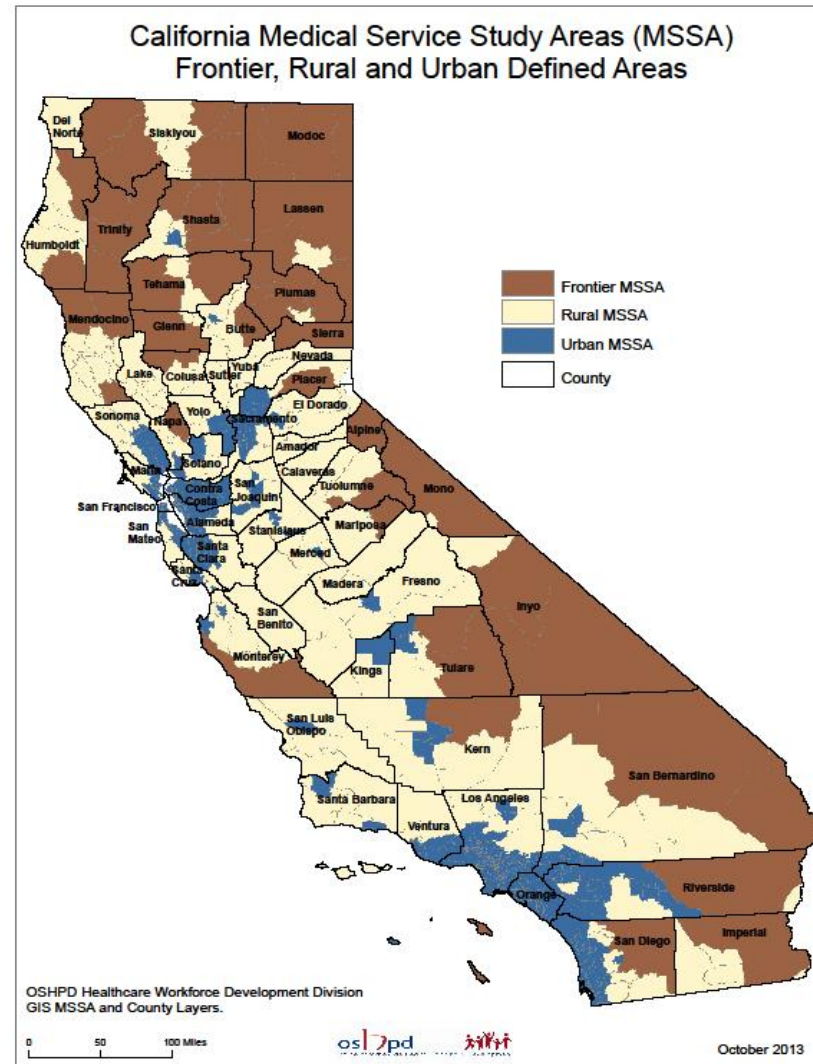 California Medical Service Study Areas (MSSA)
Frontier, Rural and Urban Defined Areas
Del
Norte
Siskiyou
Modoc
Trinity
Shasta
Lassen
Humboldt
Tehama
Plumas
Mendocino
Glenn
Butte
Sierra
Frontier MSSA
Rural MSSA
Urban MSSA
County
Lake
Colusa
Sutter
Yuba
Nevada
Placer
Sonoma
Napa
Yolo
Sacramento
El Dorado
Alpine
Marin
Solano
Amador
Calaveras
Tuolumne
Mono
San Francisco
Contra
Costa
San
Joaquin
San
Mateo
Alameda
Stanislaus
Mariposa
Santa
Clara
Merced
Santa
Cruz
Madera
Fresno
Inyo
San
Benito
Monterey
Kings
Tulare
San Luis
Obispo
Kern
San Bernardino
Santa Barbara
Ventura
Los Angeles
Orange
Riverside
San Diego
Imperial
OSHPD Healthcare Workforce Development Division
GIS MSSA and County Layers.
0 50 100 Miles
oshpd
October 2013